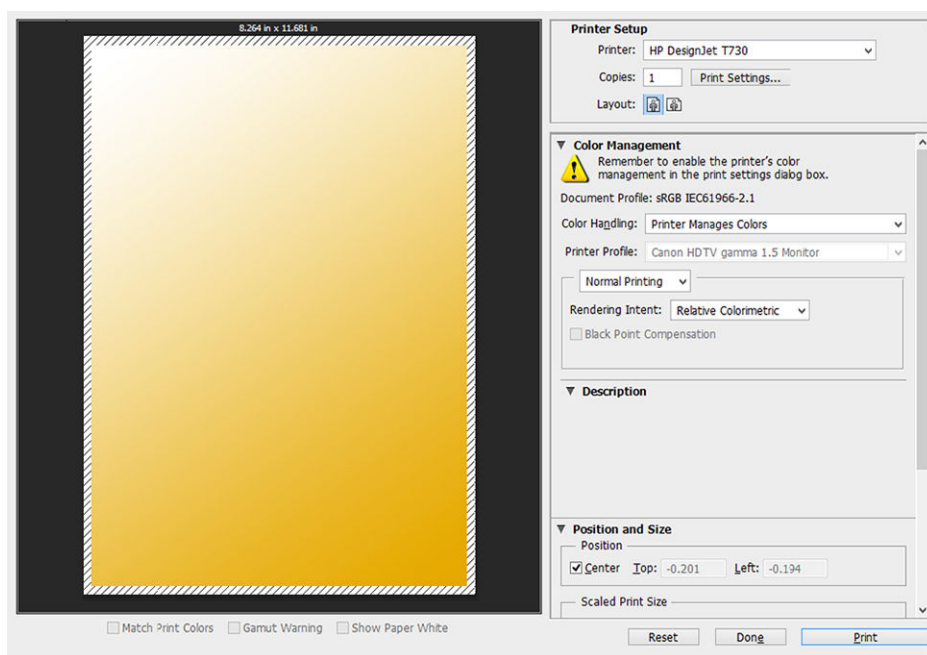 8.264 in x 11.681 in
Printer Setup
Printer: HP DesignJet T730
Copies: 1 Print Settings...
Layout:
Color Management
Remember to enable the printer's color
management in the print settings dialog box.
Document Profile: sRGB IEC61966-2.1
Color Handling: Printer Manages Colors
Printer Profile: Canon HDTV gamma 1.5 Monitor
Normal Printing
Rendering Intent: Relative Colorimetric
Black Point Compensation
Description
Position and Size
Position
Center Top: -0.201 Left: -0.194
Scaled Print Size
Match Print Colors Gamut Warning Show Paper White
Reset Done Print